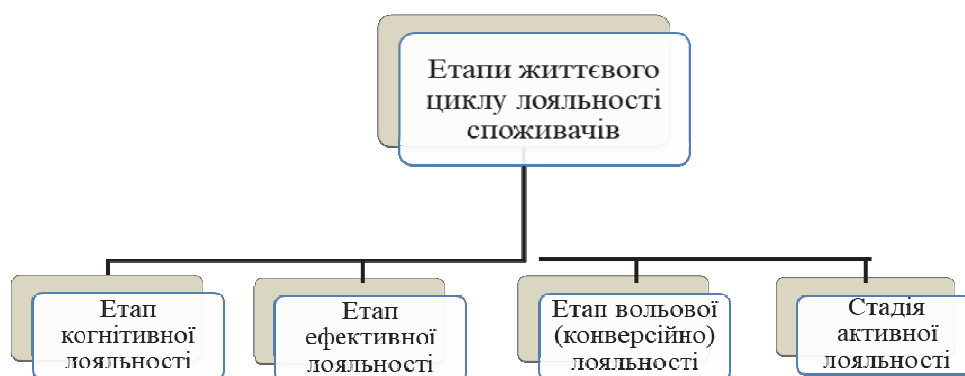 Етапи життєвого
циклу лояльності
споживачів
Етап
когнітивної
лояльності
Етап
ефективної
лояльності
Етап вольової
(конверсійно)
лояльності
Стадія
активної
лояльності